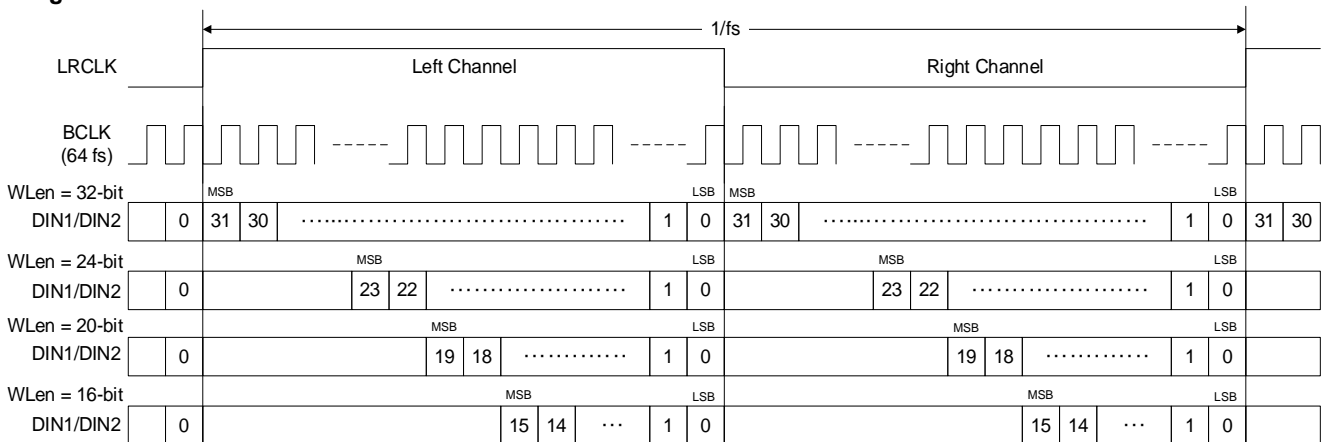 1/fs
LRCLK Left Channel Right Channel
BCLK
(64 fs)
WLen = 32-bit MSB LSB MSB LSB
DIN1/DIN2 0 31 30 ⋯⋯⋯⋯ 1 0 31 30 ⋯⋯⋯⋯ 1 0 31 30
WLen = 24-bit MSB LSB MSB LSB
DIN1/DIN2 0 23 22 ⋯⋯⋯ 1 0 23 22 ⋯⋯⋯ 1 0
WLen = 20-bit MSB LSB MSB LSB
DIN1/DIN2 0 19 18 ⋯⋯ 1 0 19 18 ⋯⋯ 1 0
WLen = 16-bit MSB LSB MSB LSB
DIN1/DIN2 0 15 14 ⋯ 1 0 15 14 ⋯ 1 0